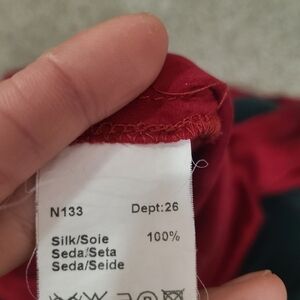 N133 Dept:26
Silk/Soie 100%
Seda/Seta
Seda/Seide